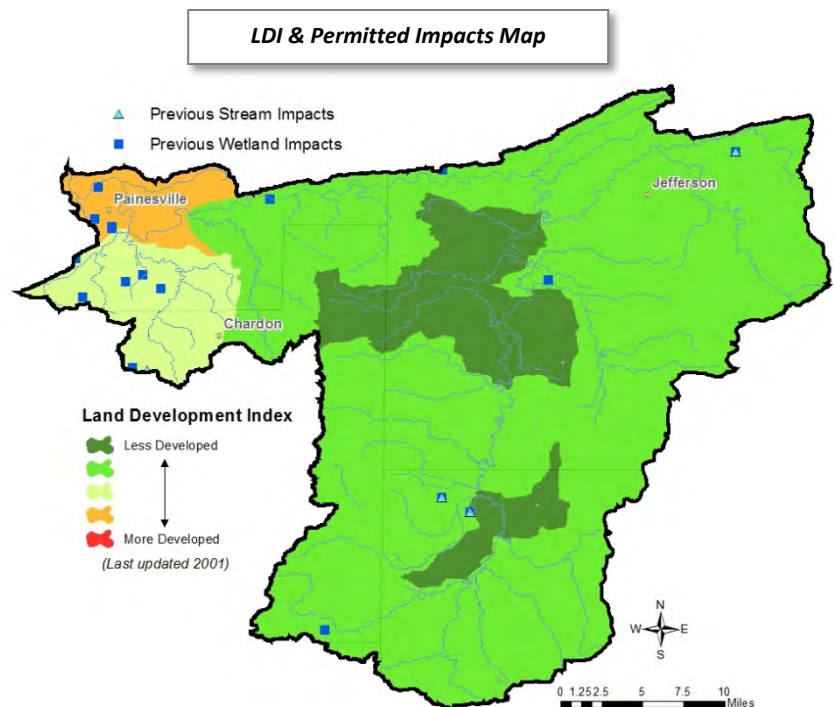 LDI & Permitted Impacts Map
Previous Stream Impacts
Previous Wetland Impacts
Jefferson
Painesville
Chardon
Land Development Index
Less Developed
More Developed
(Last updated 2001)
N
W E
S
0 1.25 2.5 5 7.5 10
Miles